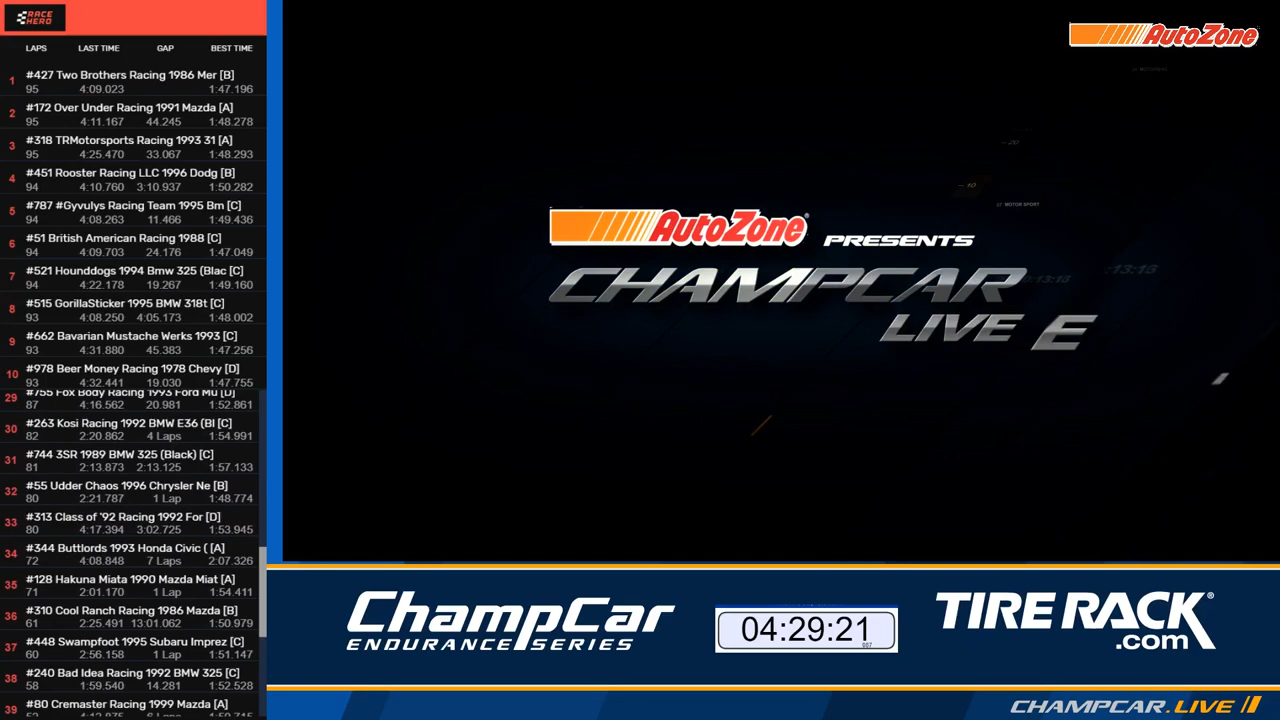 RACE HERO
LAPS LAST TIME GAP BEST TIME
1 #427 Two Brothers Racing 1986 Mer [B]
95 4:09.023 1:47.196
2 #172 Over Under Racing 1991 Mazda [A]
95 4:11.167 44.245 1:48.278
3 #318 TRMotorsports Racing 1993 31 [A]
95 4:25.470 33.067 1:48.293
4 #451 Rooster Racing LLC 1996 Dodg [B]
94 4:10.760 3:10.937 1:50.282
5 #787 #Gyvulys Racing Team 1995 Bm [C]
94 4:08.263 11.466 1:49.436
6 #51 British American Racing 1988 [C]
94 4:09.703 24.176 1:47.049
7 #521 Hounddogs 1994 Bmw 325 (Blac [C]
94 4:22.178 19.267 1:49.160
8 #515 GorillaSticker 1995 BMW 318t [C]
93 4:08.250 4:05.173 1:48.002
9 #662 Bavarian Mustache Werks 1993 [C]
93 4:31.880 45.383 1:47.256
10 #978 Beer Money Racing 1978 Chevy [D]
93 4:32.441 19.030 1:47.755
29 #755 Fox Body Racing 1993 Ford Mu [D]
87 4:16.562 20.981 1:52.861
30 #263 Kosi Racing 1992 BMW E36 (Bl [C]
82 2:20.862 4 Laps 1:54.991
31 #744 3SR 1989 BMW 325 (Black) [C]
81 2:13.873 2:13.125 1:57.133
32 #55 Udder Chaos 1996 Chrysler Ne [B]
80 2:21.787 1 Lap 1:48.774
33 #313 Class of '92 Racing 1992 For [D]
80 4:17.394 3:02.725 1:53.945
34 #344 Buttlords 1993 Honda Civic ( [A]
72 4:08.848 7 Laps 2:07.326
35 #128 Hakuna Miata 1990 Mazda Miat [A]
71 2:01.170 1 Lap 1:54.411
36 #310 Cool Ranch Racing 1986 Mazda [B]
61 2:25.491 13:01.062 1:50.979
37 #448 Swampfoot 1995 Subaru Imprez [C]
60 2:56.158 1 Lap 1:51.147
38 #240 Bad Idea Racing 1992 BMW 325 [C]
58 1:59.540 14.281 1:52.528
39 #80 Cremaster Racing 1999 Mazda [A]
AutoZone
20
10
MOTOR SPORT
AutoZone PRESENTS
CHAMPCAR
:13:13
LIVE E
ChampCar
ENDURANCE SERIES
04:29:21
TIRE RACK
.com
CHAMPCAR.LIVE